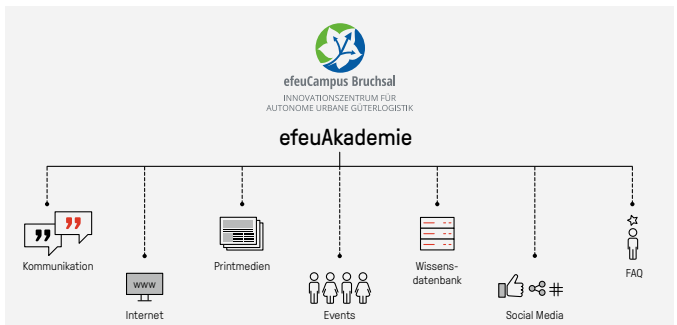 efeuCampus Bruchsal
INNOVATIONSZENTRUM FÜR
AUTONOME URBANE GÜTERLOGISTIK
efeuAkademie
Kommunikation
www
Internet
Printmedien
Events
Wissens-
datenbank
Social Media
FAQ